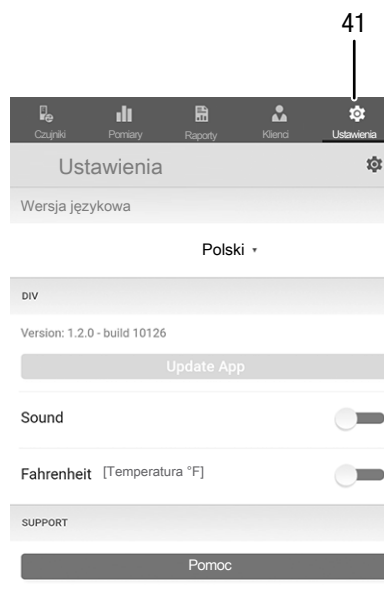 41
Czujniki Pomiary Raporty Klienci Ustawienia
Ustawienia
Wersja językowa
Polski
DIV
Version: 1.2.0 - build 10126
Update App
Sound
Fahrenheit [Temperatura °F]
SUPPORT
Pomoc